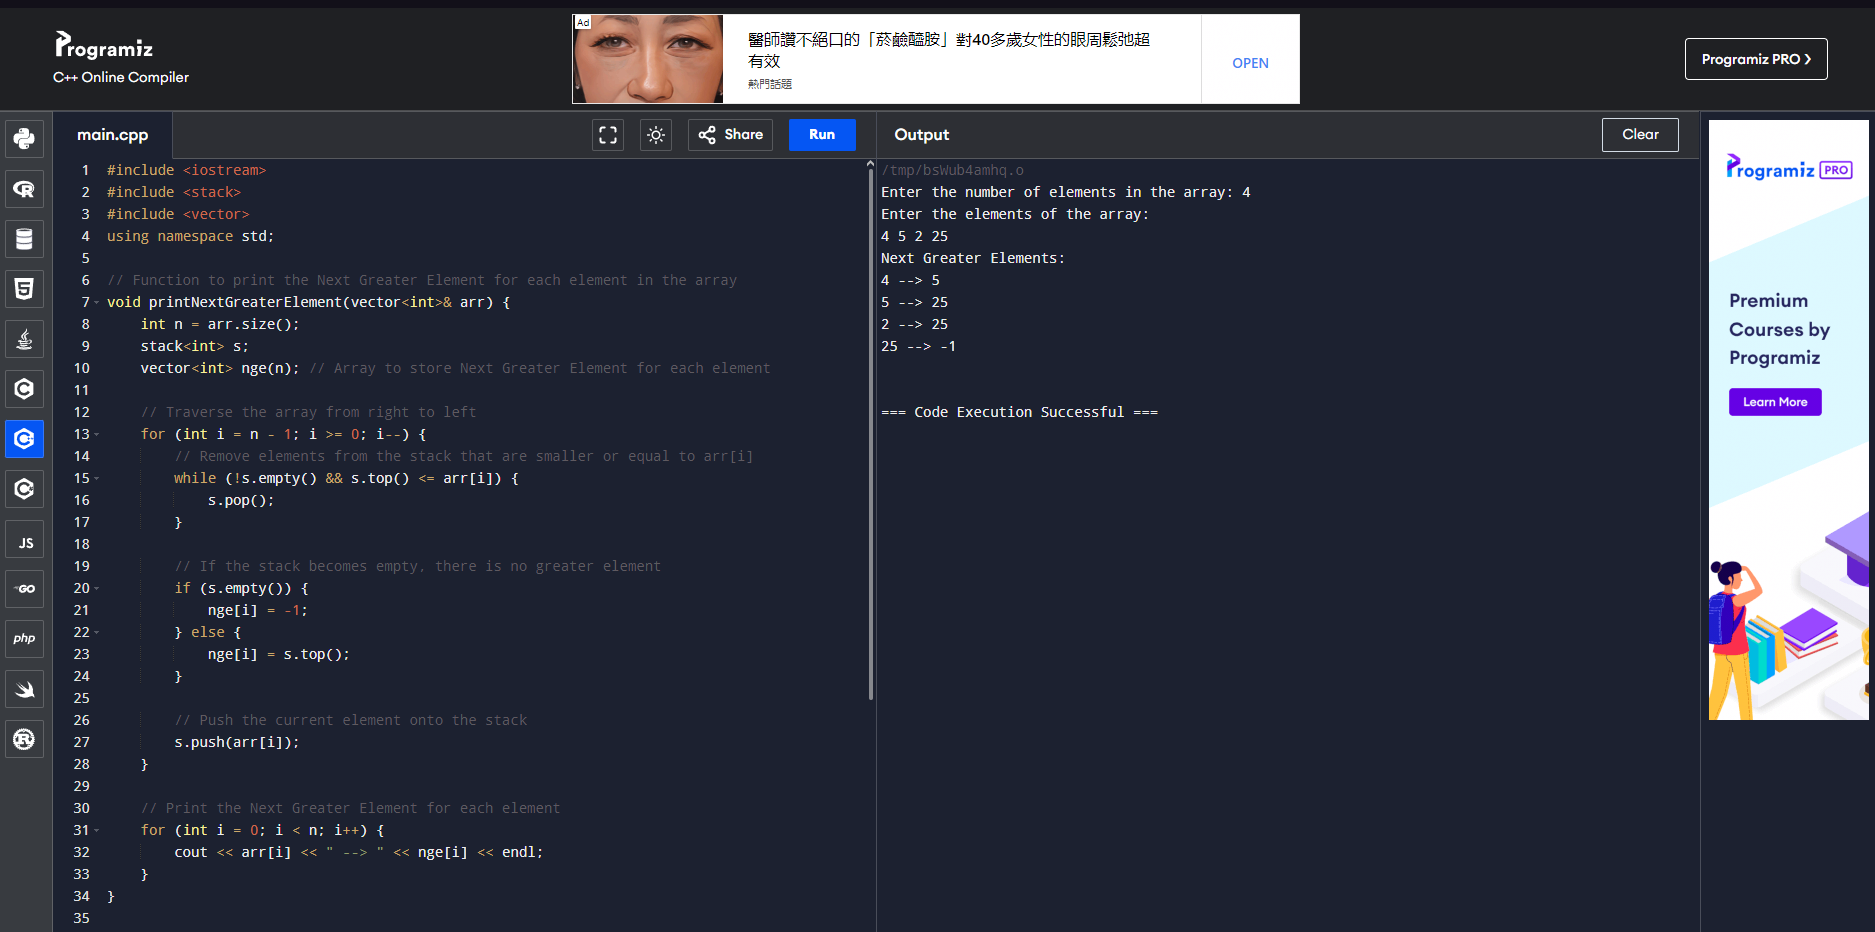 Programiz
C++ Online Compiler
Ad
醫師讚不絕口的「菸鹼醯胺」對40多歲女性的眼周鬆弛超
有效
熱門話題
OPEN
Programiz PRO ❯
main.cpp
Share
Run
Output
Clear
1 #include <iostream>
2 #include <stack>
3 #include <vector>
4 using namespace std;
5
6 // Function to print the Next Greater Element for each element in the array
7 void printNextGreaterElement(vector<int>& arr) {
8     int n = arr.size();
9     stack<int> s;
10     vector<int> nge(n); // Array to store Next Greater Element for each element
11
12     // Traverse the array from right to left
13     for (int i = n - 1; i >= 0; i--) {
14         // Remove elements from the stack that are smaller or equal to arr[i]
15         while (!s.empty() && s.top() <= arr[i]) {
16             s.pop();
17         }
18
19         // If the stack becomes empty, there is no greater element
20         if (s.empty()) {
21             nge[i] = -1;
22         } else {
23             nge[i] = s.top();
24         }
25
26         // Push the current element onto the stack
27         s.push(arr[i]);
28     }
29
30     // Print the Next Greater Element for each element
31     for (int i = 0; i < n; i++) {
32         cout << arr[i] << " --> " << nge[i] << endl;
33     }
34 }
35
/tmp/bsWub4amhq.o
Enter the number of elements in the array: 4
Enter the elements of the array:
4 5 2 25
Next Greater Elements:
4 --> 5
5 --> 25
2 --> 25
25 --> -1
=== Code Execution Successful ===
Programiz PRO
Premium
Courses by
Programiz
Learn More
JS
GO
php